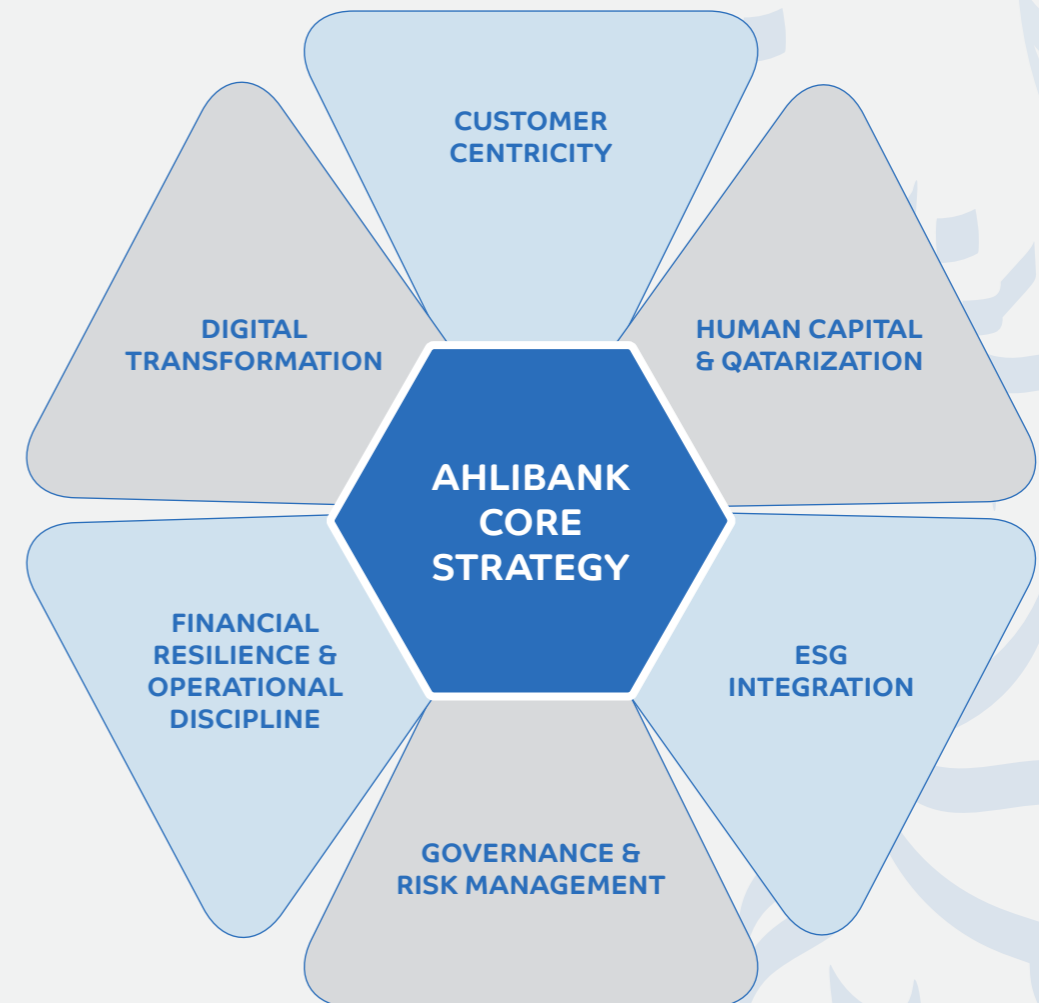 CUSTOMER
CENTRICITY
DIGITAL
TRANSFORMATION
HUMAN CAPITAL
& QATARIZATION
AHLIBANK
CORE
STRATEGY
FINANCIAL
RESILIENCE &
OPERATIONAL
DISCIPLINE
ESG
INTEGRATION
GOVERNANCE &
RISK MANAGEMENT